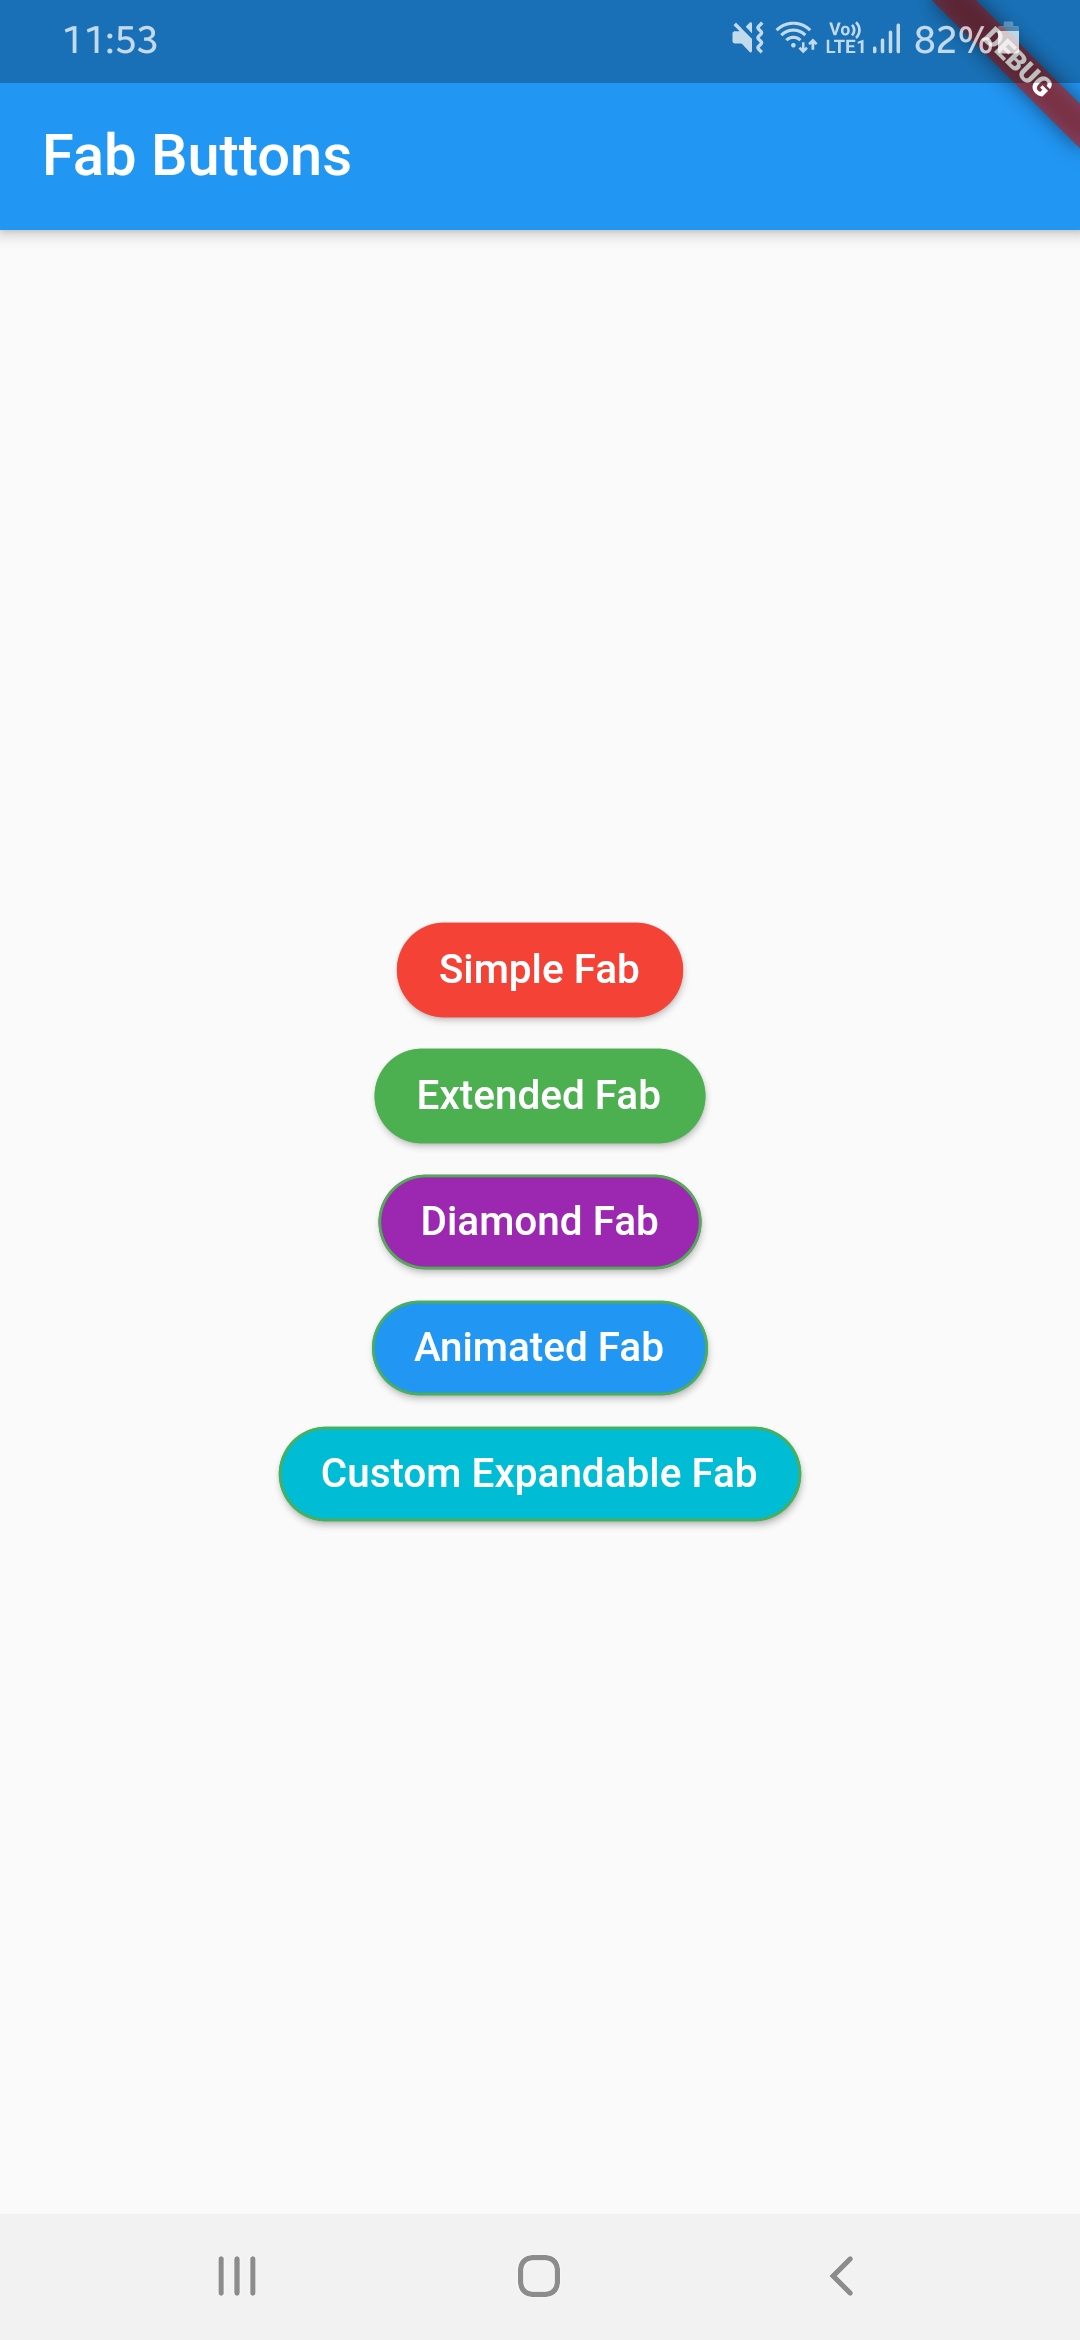 11:53
Vo)) LTE1 82%
DEBUG
Fab Buttons
Simple Fab
Extended Fab
Diamond Fab
Animated Fab
Custom Expandable Fab